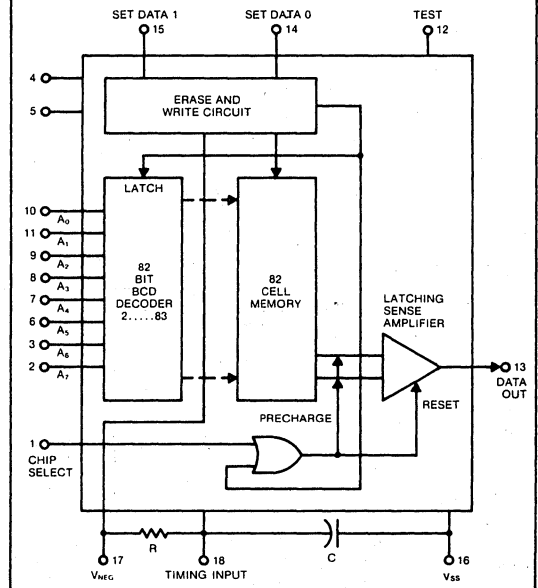 SET DATA 1
SET DATA 0
TEST
15
14
12
4
5
ERASE AND
WRITE CIRCUIT
LATCH
10
A0
11
A1
9
A2
8
A3
7
A4
6
A5
3
A6
2
A7
82
BIT
BCD
DECODER
2.....83
82
CELL
MEMORY
LATCHING
SENSE
AMPLIFIER
13
DATA
OUT
RESET
PRECHARGE
1
CHIP
SELECT
R
C
17
18
16
VNEG
TIMING INPUT
VSS